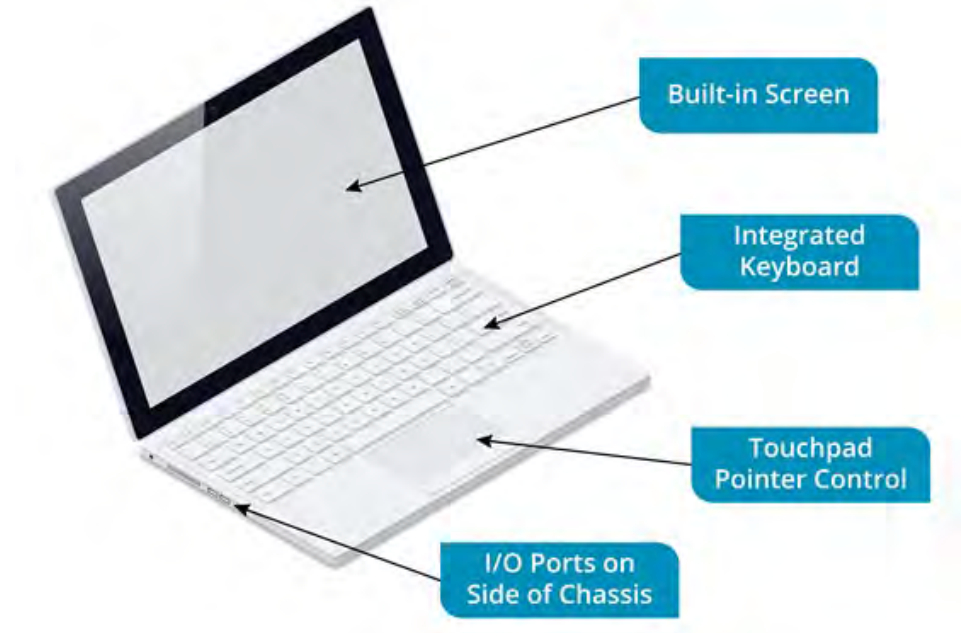 Built-in Screen
Integrated
Keyboard
Touchpad
Pointer Control
I/O Ports on
Side of Chassis